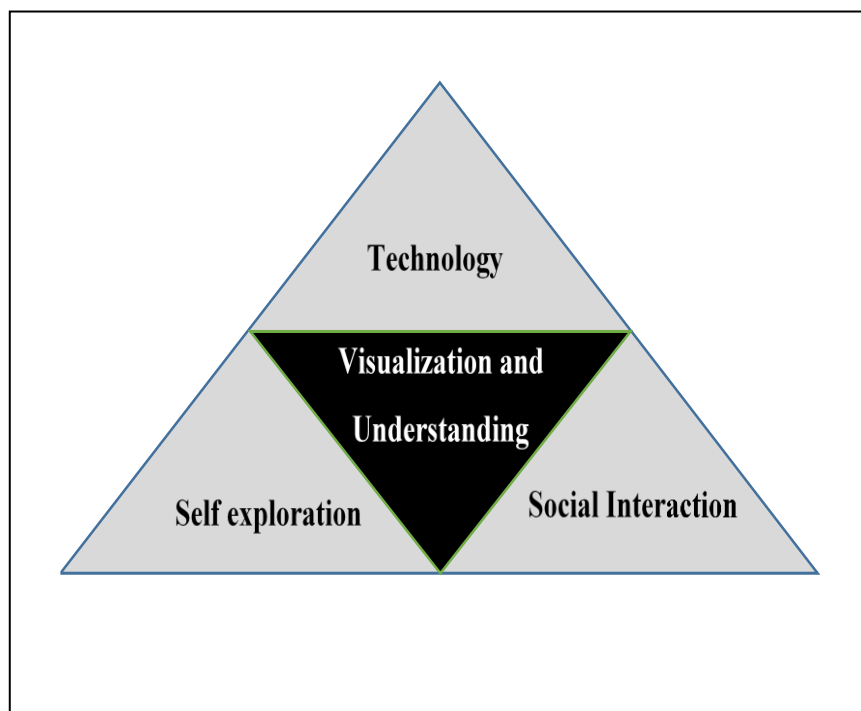 Technology
Visualization and
Understanding
Self exploration
Social Interaction